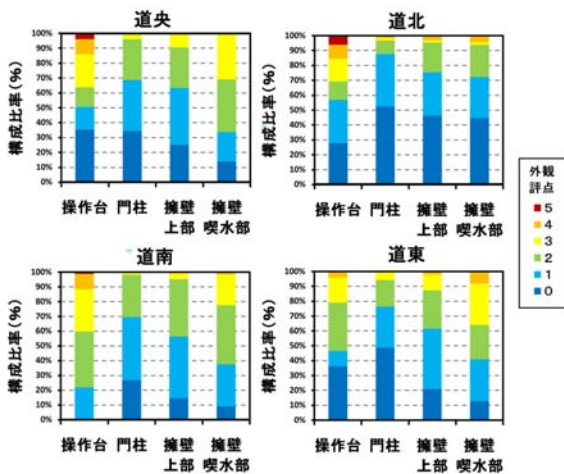 道央
構成比率(%)
100%
90%
80%
70%
60%
50%
40%
30%
20%
10%
0%
操作台 門柱 擁壁 擁壁
上部 喫水部
道北
構成比率(%)
100%
90%
80%
70%
60%
50%
40%
30%
20%
10%
0%
操作台 門柱 擁壁 擁壁
上部 喫水部
外観
評点
5
4
3
2
1
0
道南
構成比率(%)
100%
90%
80%
70%
60%
50%
40%
30%
20%
10%
0%
操作台 門柱 擁壁 擁壁
上部 喫水部
道東
構成比率(%)
100%
90%
80%
70%
60%
50%
40%
30%
20%
10%
0%
操作台 門柱 擁壁 擁壁
上部 喫水部